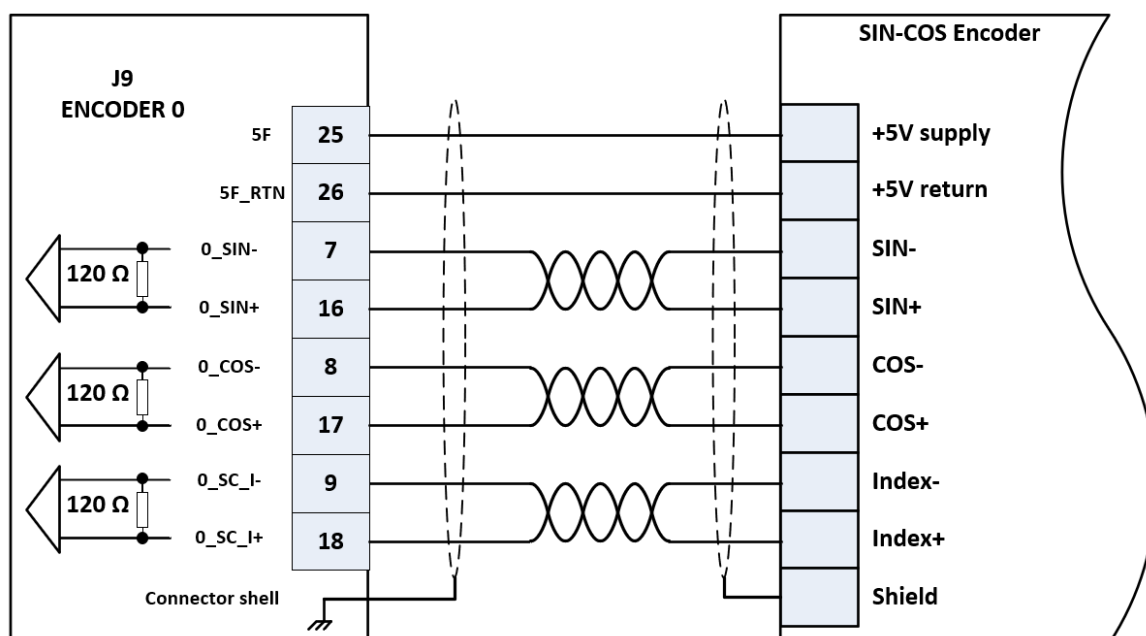 SIN-COS Encoder
J9
ENCODER 0
5F 25 +5V supply
5F_RTN 26 +5V return
0_SIN- 7 SIN-
120 Ω
0_SIN+ 16 SIN+
0_COS- 8 COS-
120 Ω
0_COS+ 17 COS+
0_SC_I- 9 Index-
120 Ω
0_SC_I+ 18 Index+
Connector shell Shield